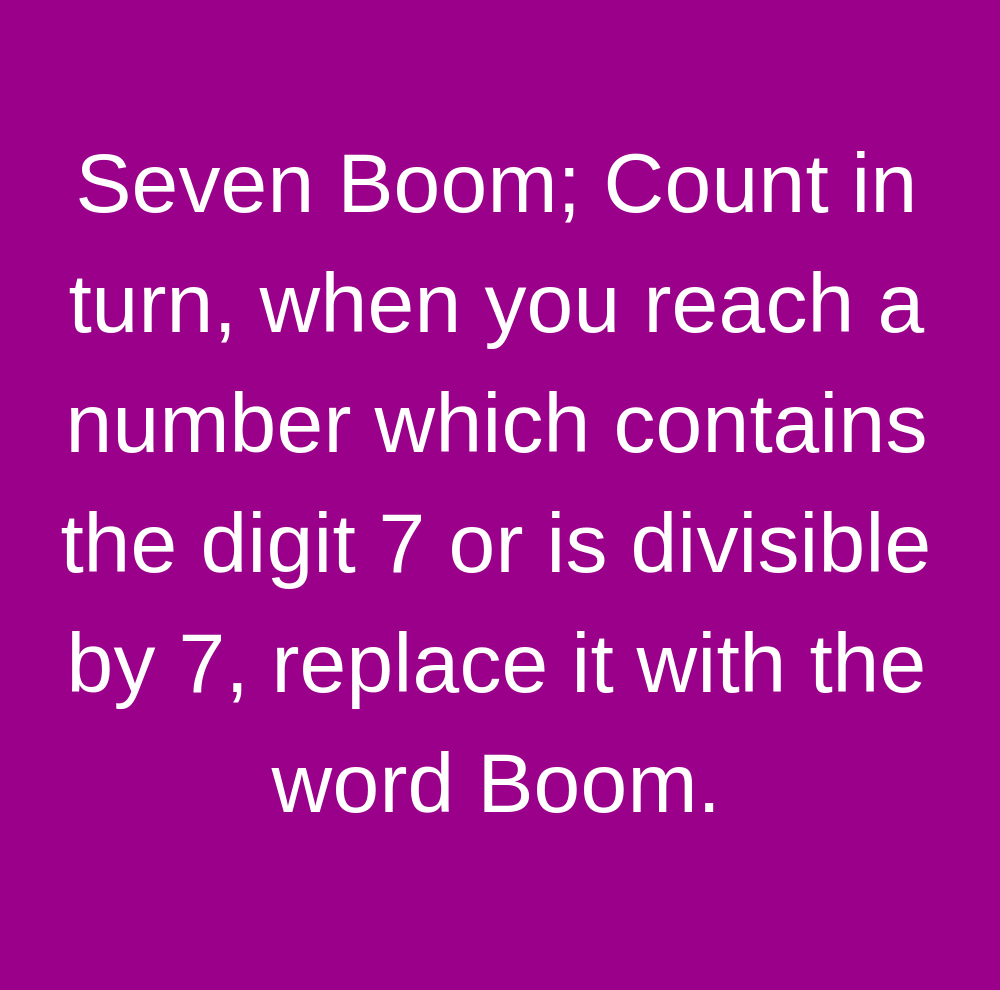 Seven Boom; Count in
turn, when you reach a
number which contains
the digit 7 or is divisible
by 7, replace it with the
word Boom.